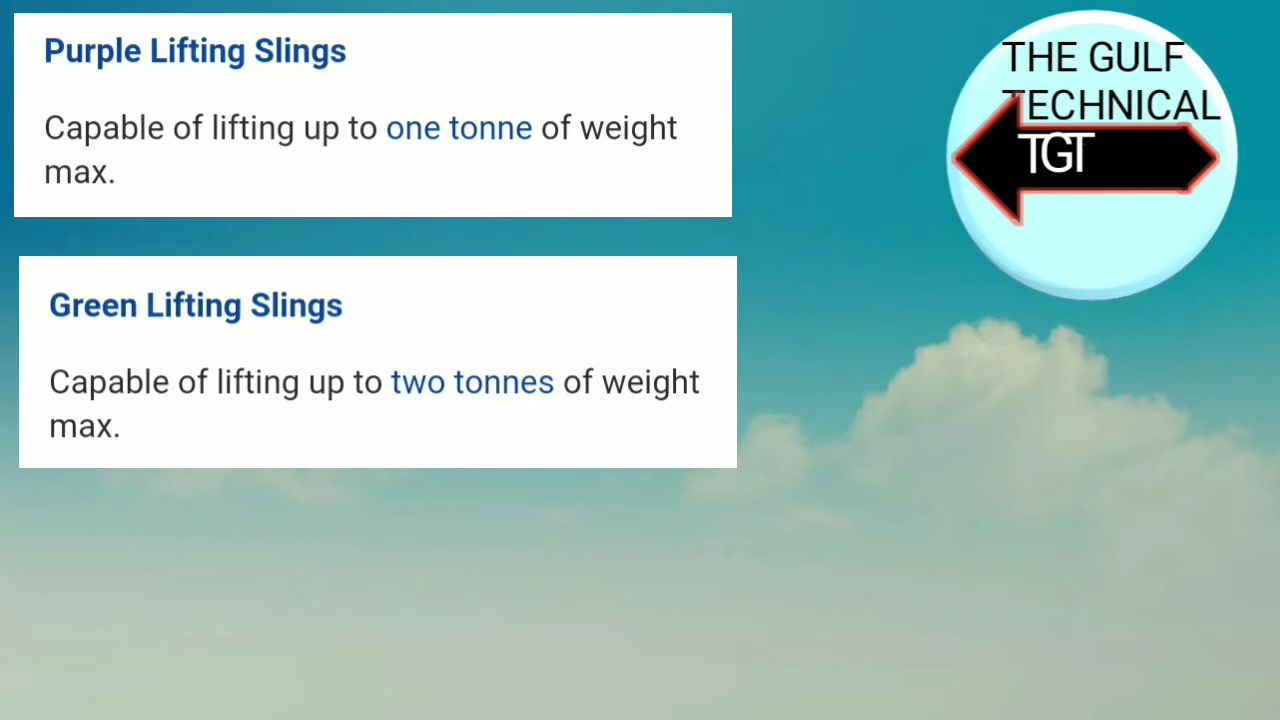 Purple Lifting Slings
Capable of lifting up to one tonne of weight
max.
Green Lifting Slings
Capable of lifting up to two tonnes of weight
max.
THE GULF
TECHNICAL
TGT